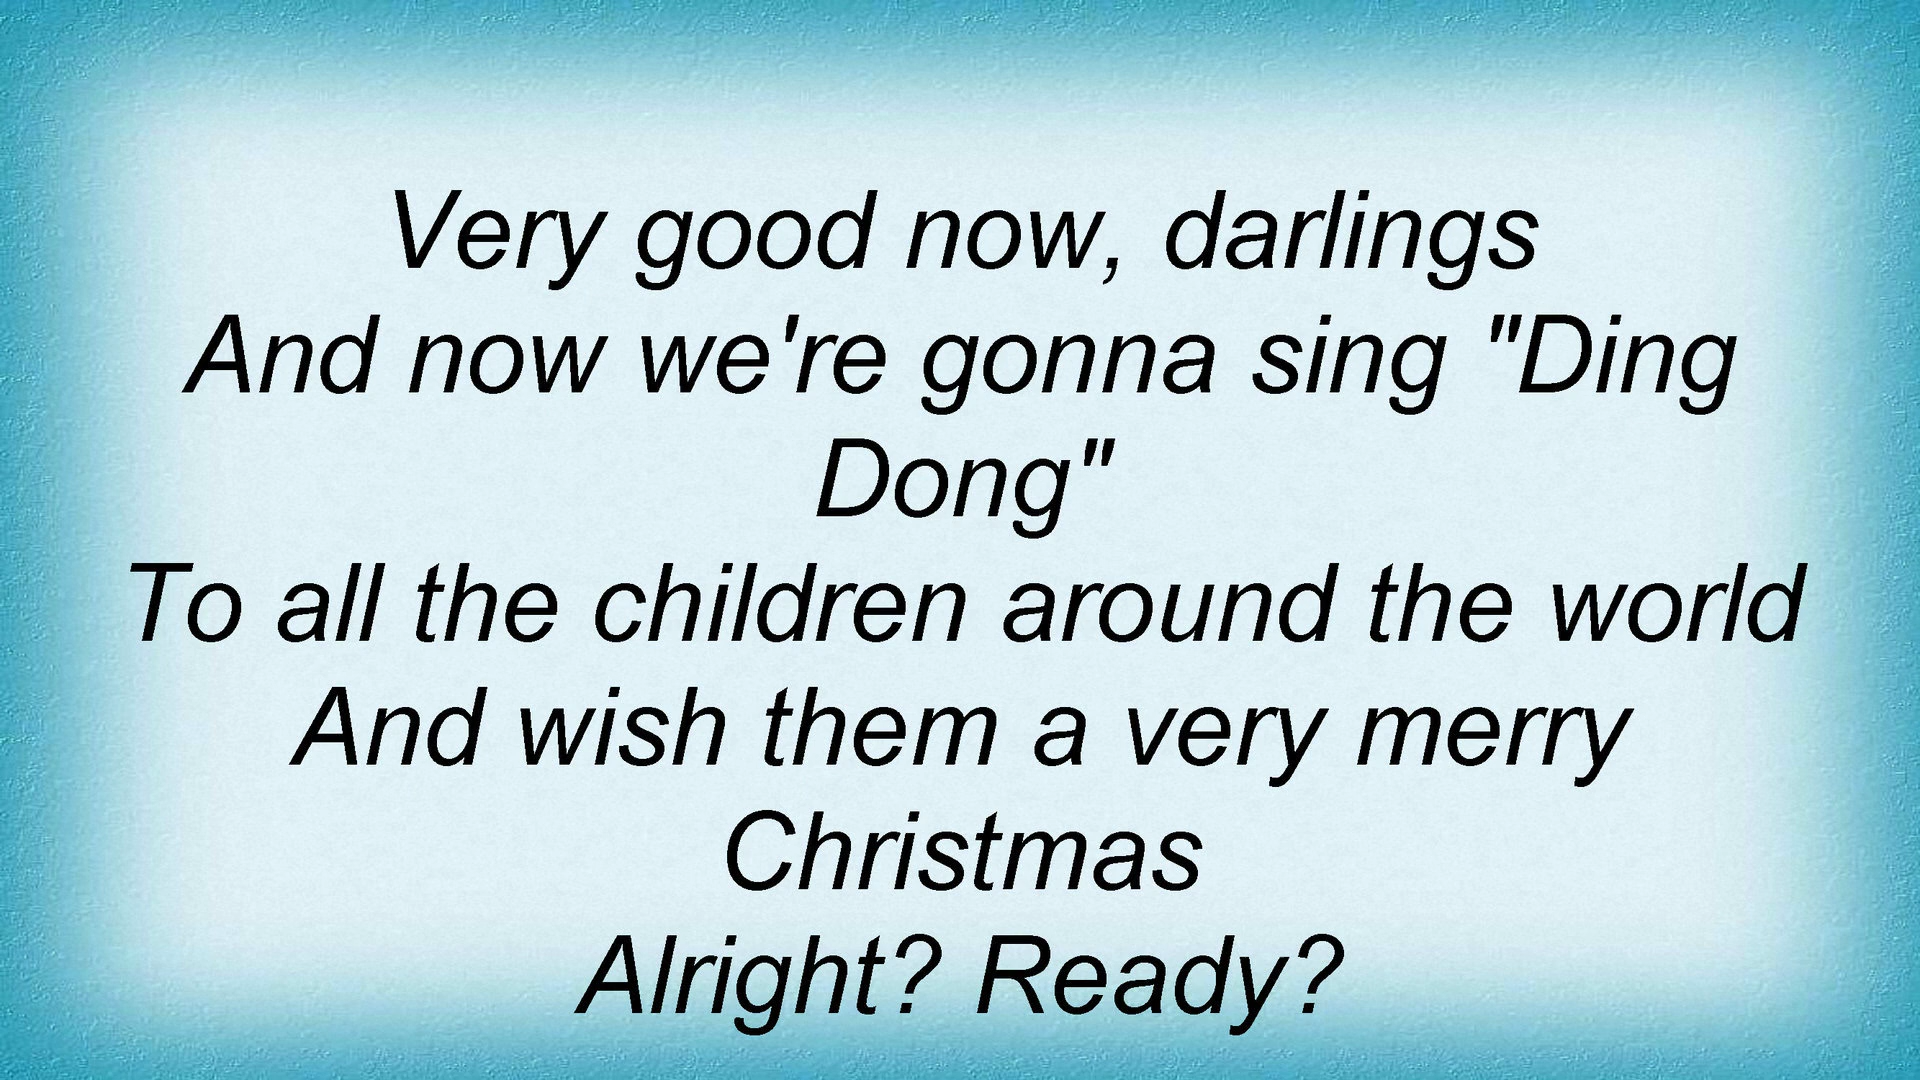 Very good now, darlings
And now we're gonna sing "Ding
Dong"
To all the children around the world
And wish them a very merry
Christmas
Alright? Ready?